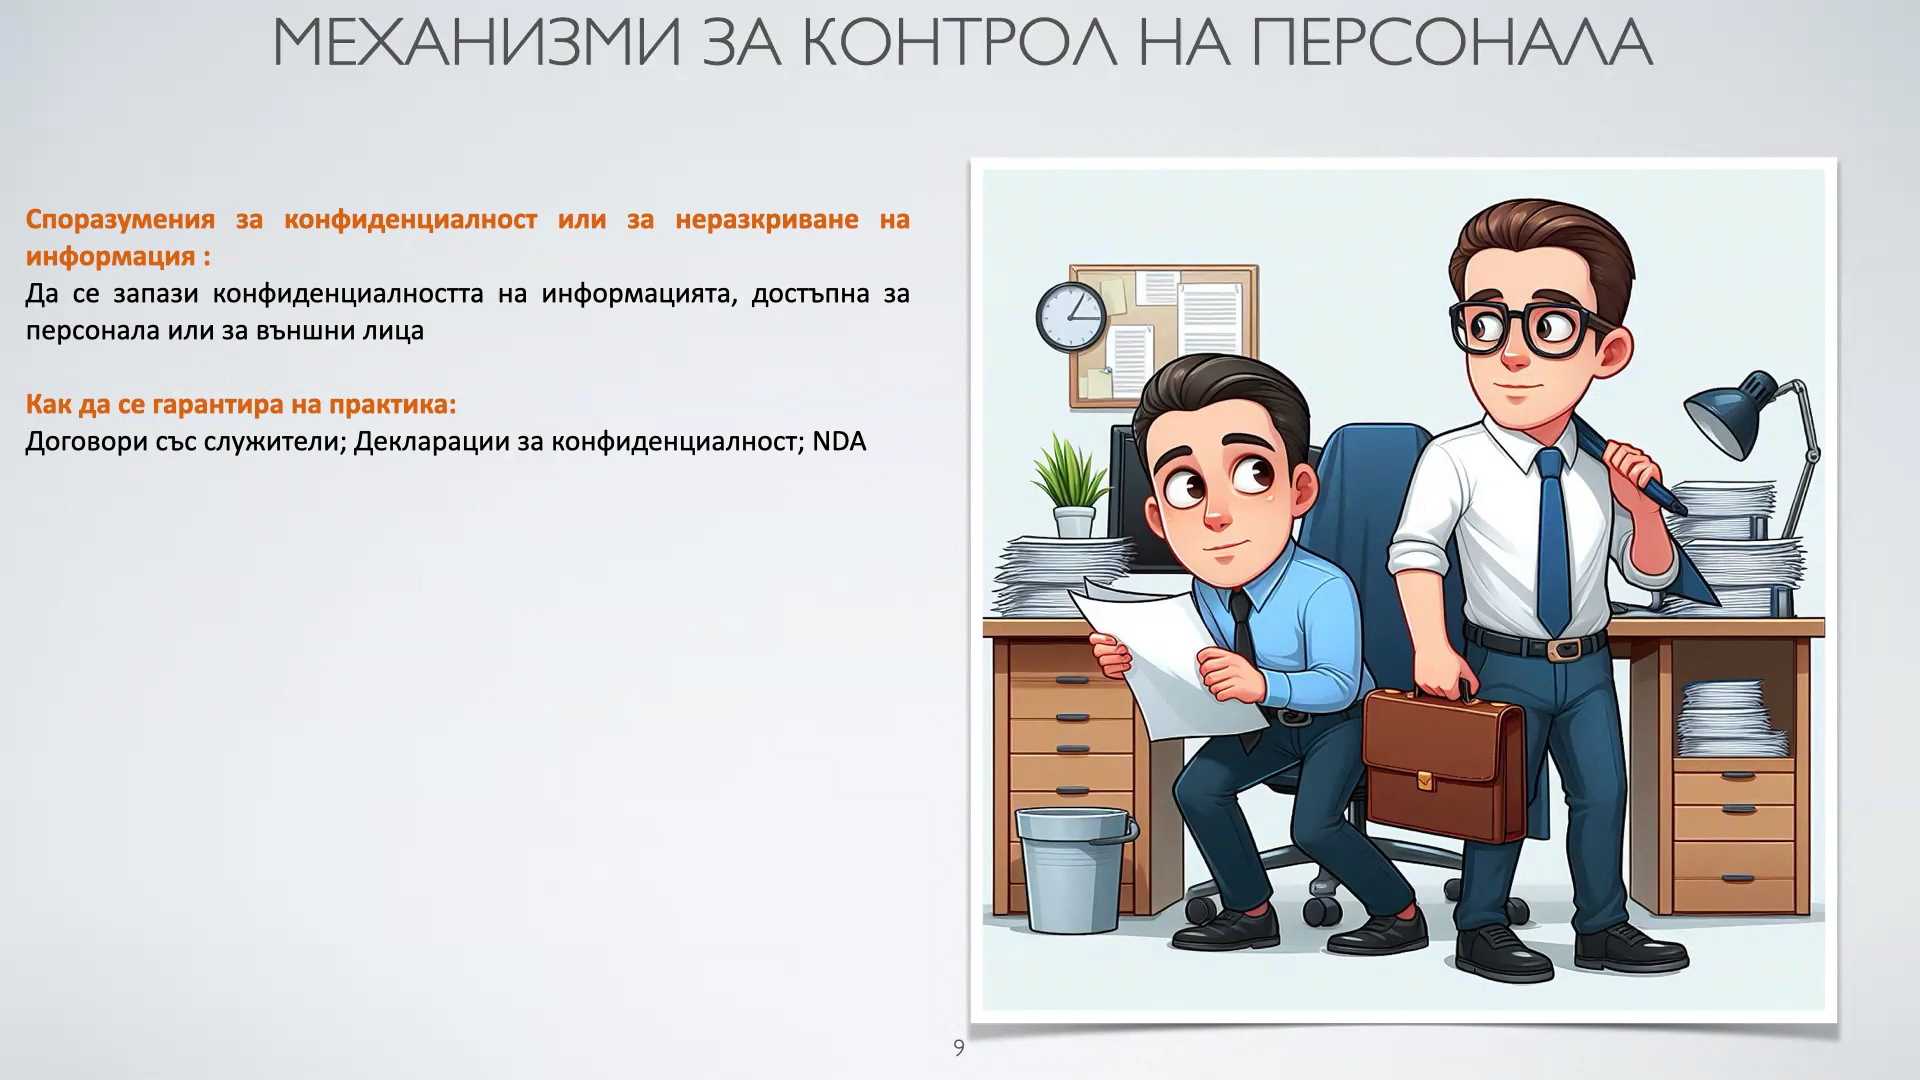 МЕХАНИЗМИ ЗА КОНТРОЛ НА ПЕРСОНАЛА
Споразумения за конфиденциалност или за неразкриване на
информация :
Да се запази конфиденциалността на информацията, достъпна за
персонала или за външни лица
Как да се гарантира на практика:
Договори със служители; Декларации за конфиденциалност; NDA
9